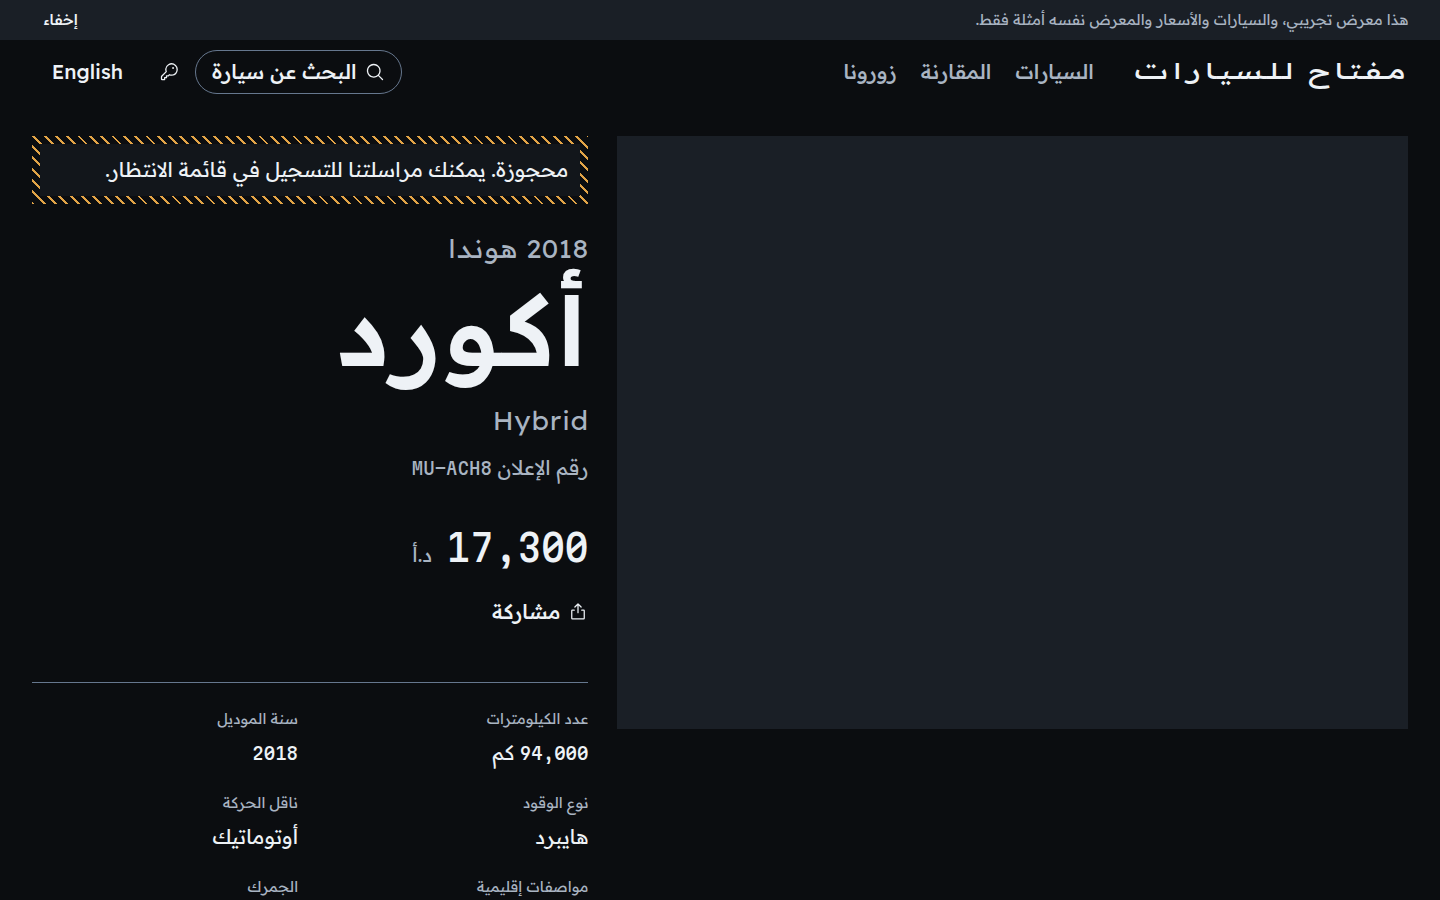 هذا معرض تجريبي، والسيارات والأسعار والمعرض نفسه أمثلة فقط.
إخفاء
مفتاح للسيارات
السيارات
المقارنة
زورونا
البحث عن سيارة
English
محجوزة. يمكنك مراسلتنا للتسجيل في قائمة الانتظار.
2018 هوندا
أكورد
Hybrid
رقم الإعلان MU-ACH8
17,300 د.أ
مشاركة
عدد الكيلومترات
94,000 كم
سنة الموديل
2018
نوع الوقود
هايبرد
ناقل الحركة
أوتوماتيك
مواصفات إقليمية
الجمرك